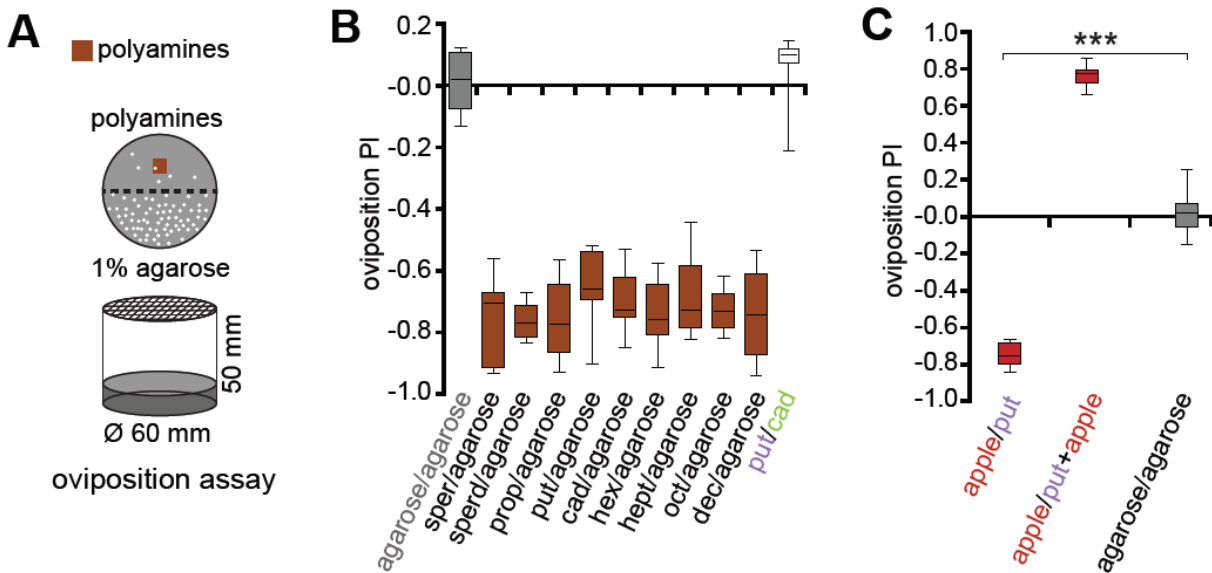 A
polyamines
polyamines
1% agarose
50 mm
Ø 60 mm
oviposition assay
B
oviposition PI
0.2
-0.0
-0.2
-0.4
-0.6
-0.8
-1.0
agarose/agarose
sper/agarose
sperd/agarose
prop/agarose
put/agarose
cad/agarose
hex/agarose
hept/agarose
oct/agarose
dec/agarose
put/cad
C
oviposition PI
1.0
0.8
0.6
0.4
0.2
-0.0
-0.2
-0.4
-0.6
-0.8
-1.0
***
apple/put
apple/put+apple
agarose/agarose